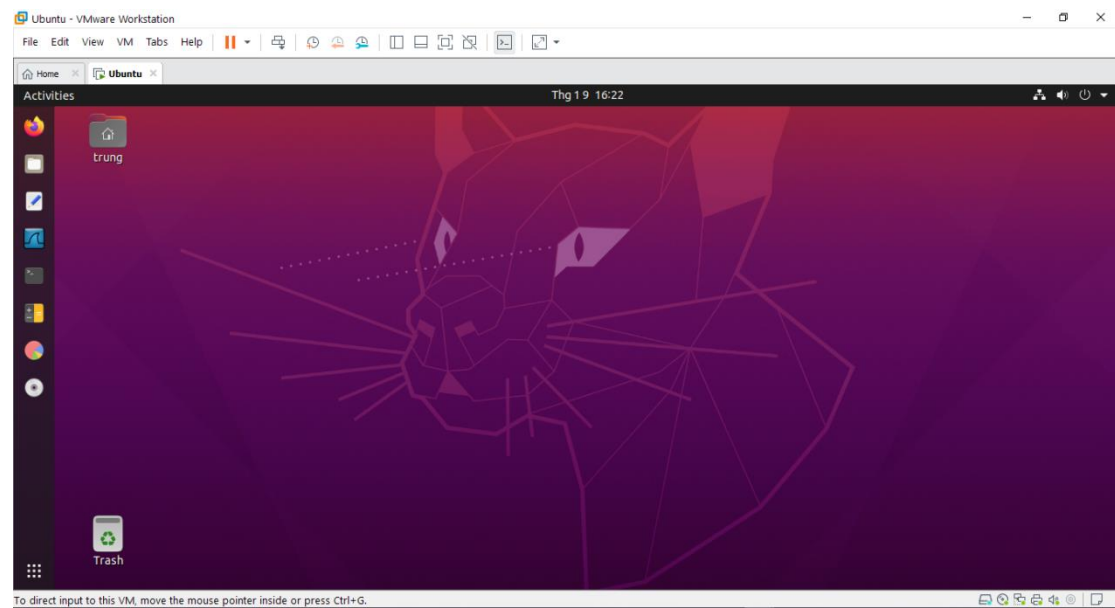 Ubuntu - VMware Workstation
File Edit View VM Tabs Help
Home Ubuntu
Activities Thg 1 9 16:22
trung
Trash
To direct input to this VM, move the mouse pointer inside or press Ctrl+G.